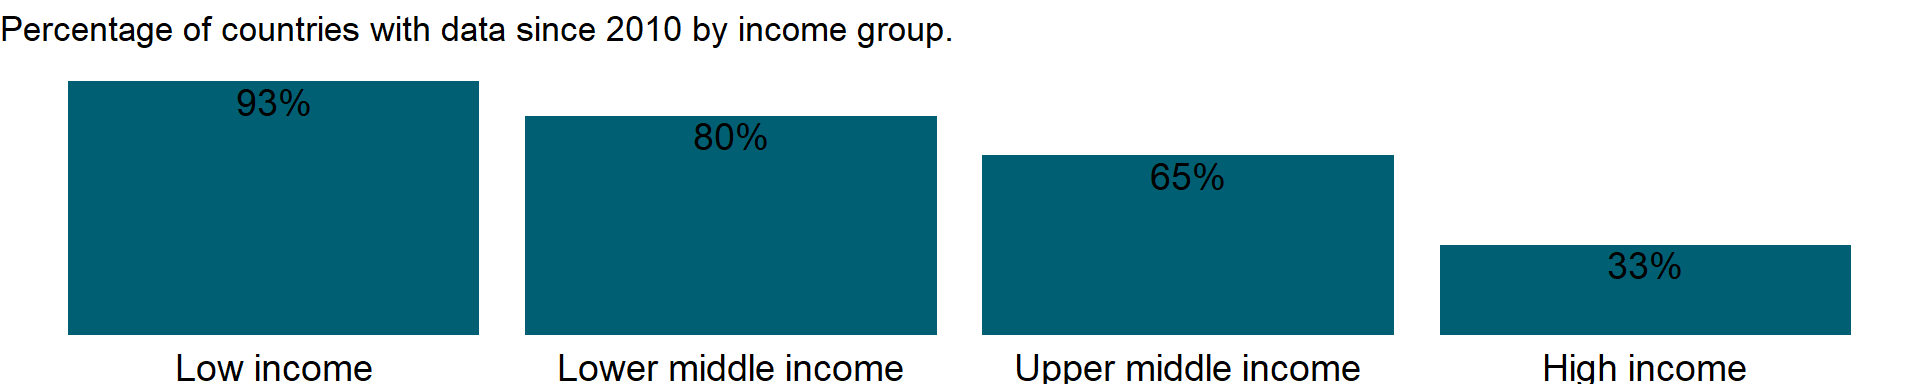 Percentage of countries with data since 2010 by income group.
93%
80%
65%
33%
Low income
Lower middle income
Upper middle income
High income